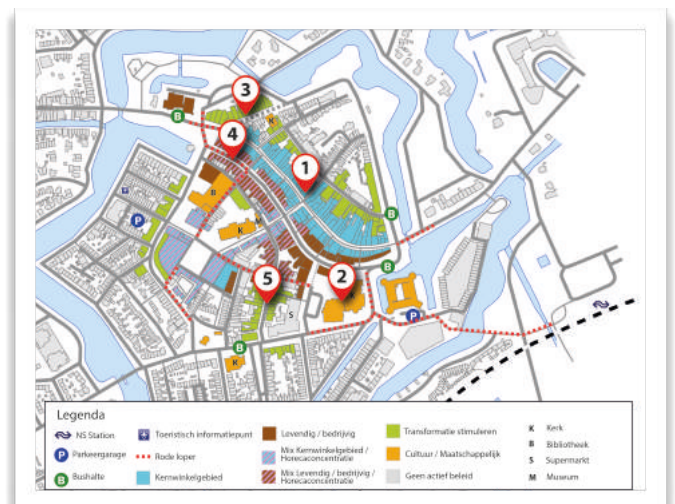 3
B
K
4
1
B
B
P
K
M
B
5
2
P
S
B
K
Legenda
NS Station
Toeristisch informatiepunt
Levendig / bedrijvig
Transformatie stimuleren
K Kerk
P Parkeergarage
Rode loper
Mix Kernwinkelgebied / Horecaconcentratie
Cultuur / Maatschappelijk
B Bibliotheek
S Supermarkt
B Bushalte
Kernwinkelgebied
Mix Levendig / bedrijvig / Horecaconcentratie
Geen actief beleid
M Museum